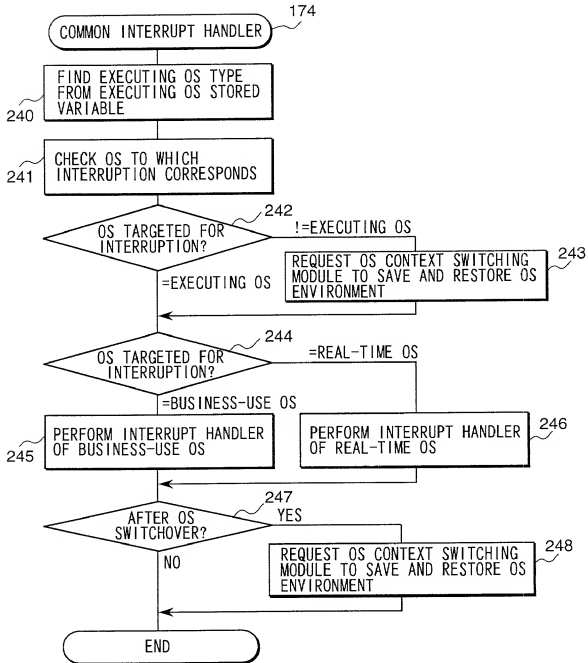 COMMON INTERRUPT HANDLER
174
FIND EXECUTING OS TYPE
FROM EXECUTING OS STORED
VARIABLE
240
CHECK OS TO WHICH
INTERRUPTION CORRESPONDS
241
242
OS TARGETED FOR
INTERRUPTION?
!=EXECUTING OS
=EXECUTING OS
REQUEST OS CONTEXT SWITCHING
MODULE TO SAVE AND RESTORE OS
ENVIRONMENT
243
244
OS TARGETED FOR
INTERRUPTION?
=REAL-TIME OS
=BUSINESS-USE OS
PERFORM INTERRUPT HANDLER
OF BUSINESS-USE OS
245
PERFORM INTERRUPT HANDLER
OF REAL-TIME OS
246
247
AFTER OS
SWITCHOVER?
YES
NO
REQUEST OS CONTEXT SWITCHING
MODULE TO SAVE AND RESTORE OS
ENVIRONMENT
248
END